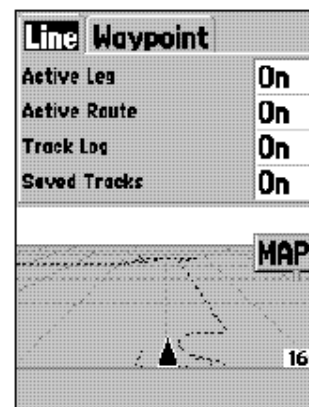 Line Waypoint
Active Leg On
Active Route On
Track Log On
Saved Tracks On
MAP
16